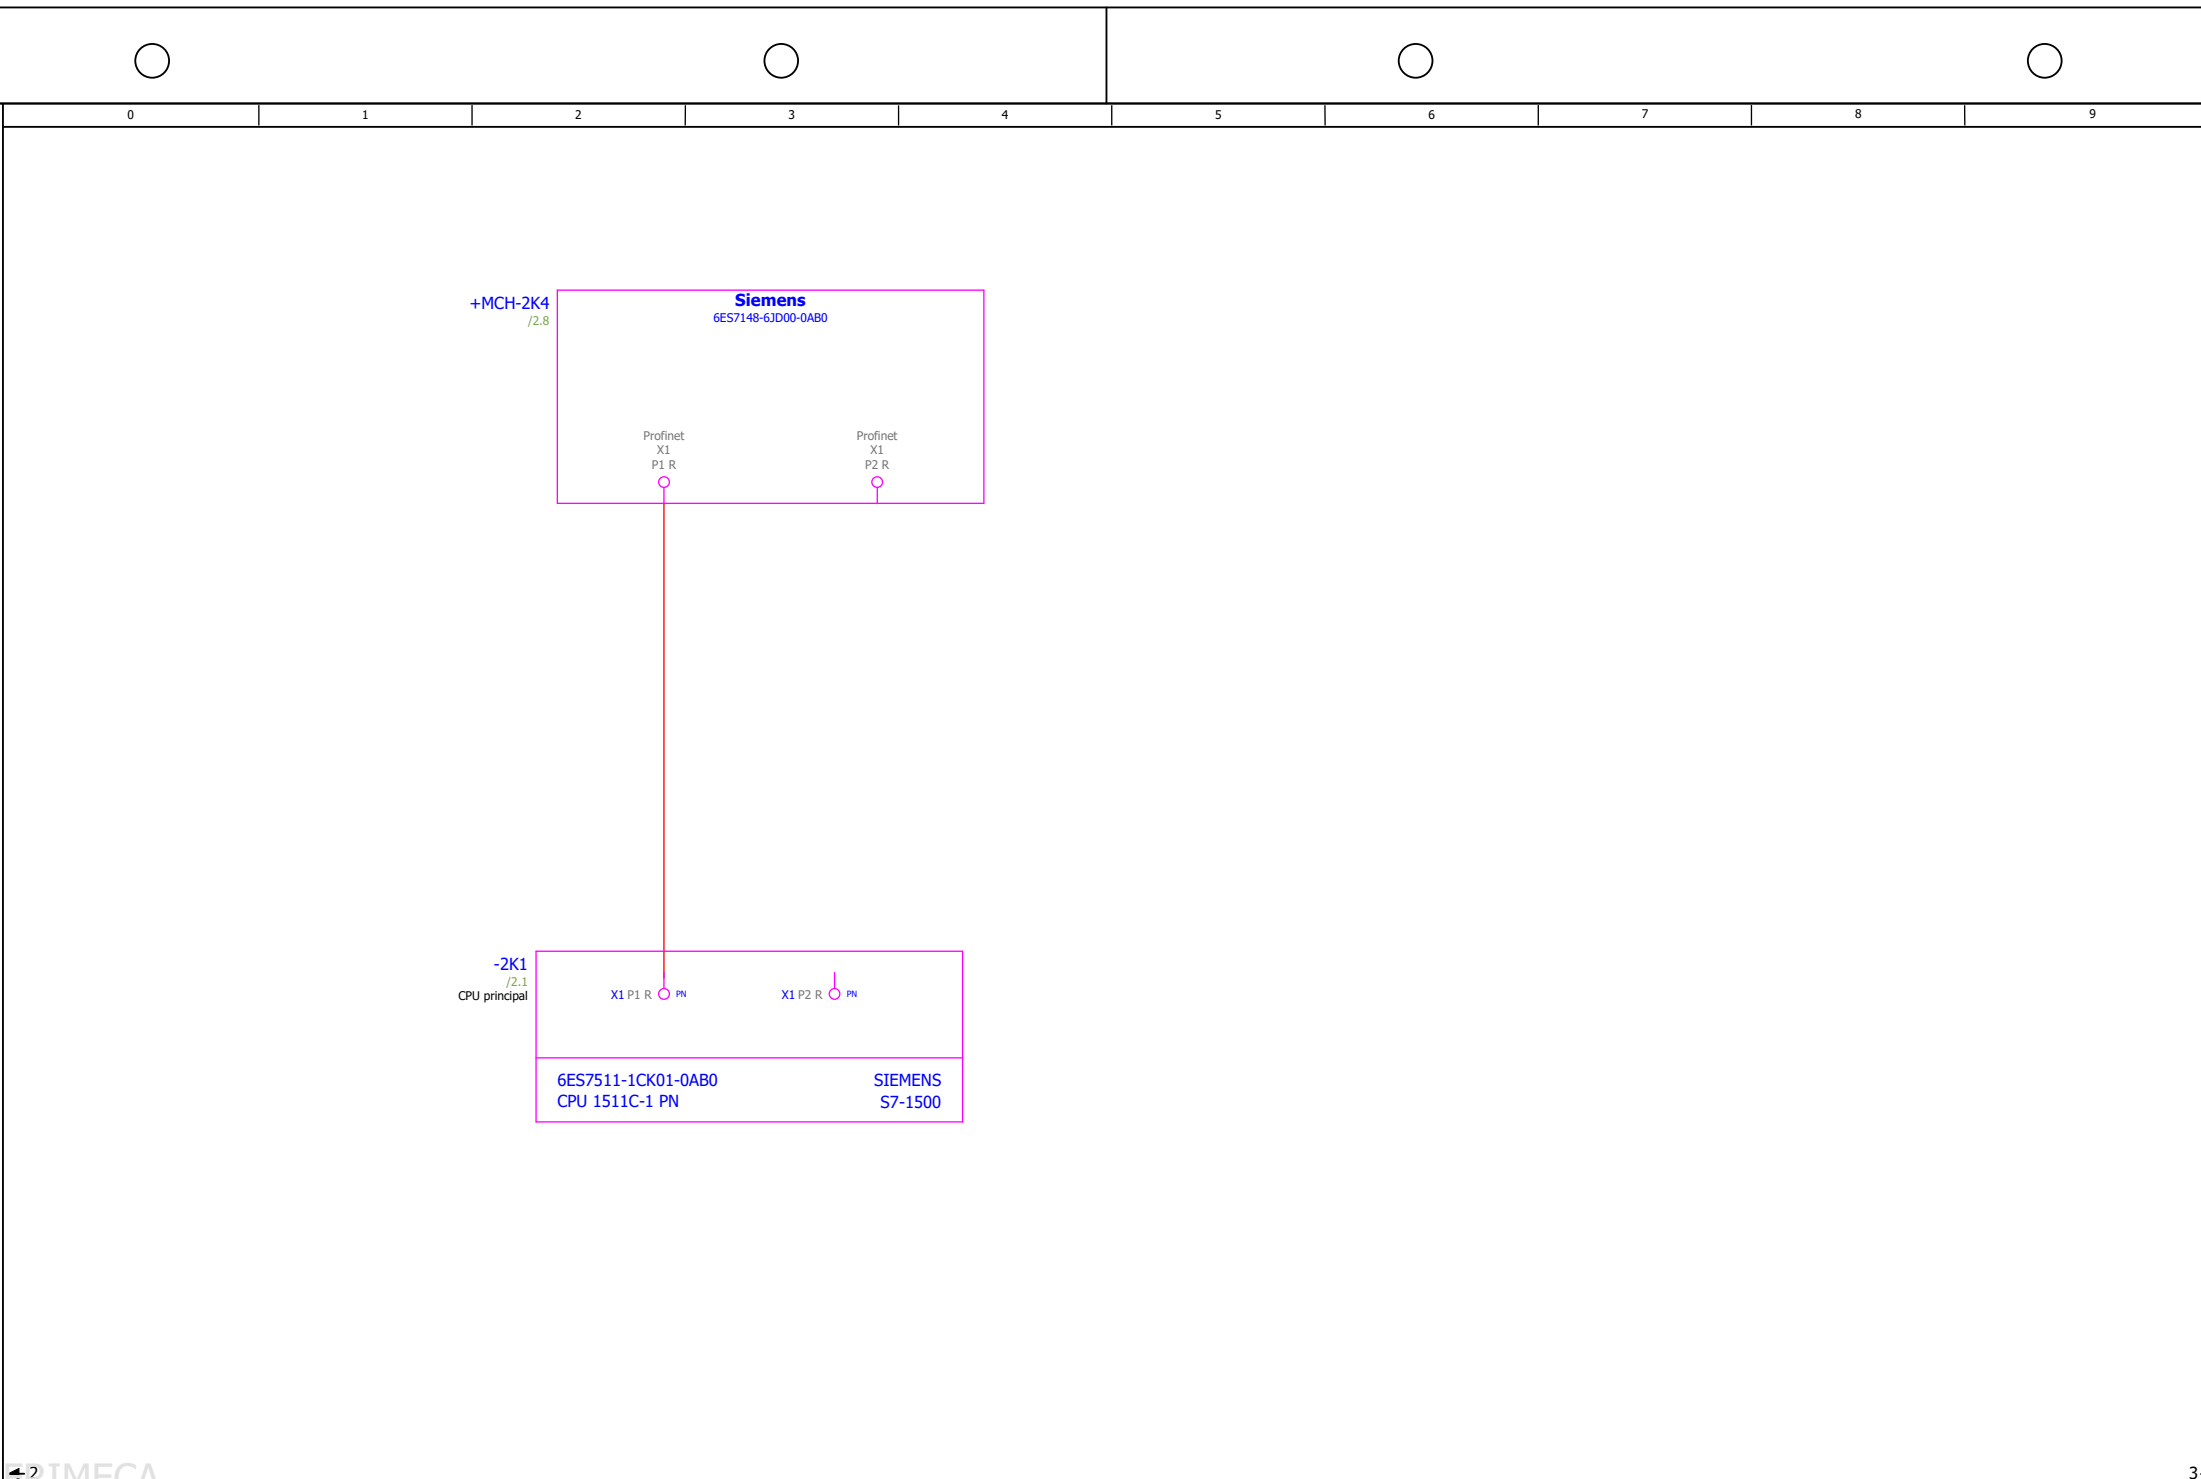 0 1 2 3 4 5 6 7 8 9
+MCH-2K4
/2.8
Siemens
6ES7148-6JD00-0AB0
Profinet
X1
P1 R
Profinet
X1
P2 R
-2K1
/2.1
CPU principal
X1 P1 R PN
X1 P2 R PN
6ES7511-1CK01-0AB0 SIEMENS
CPU 1511C-1 PN S7-1500
2
3